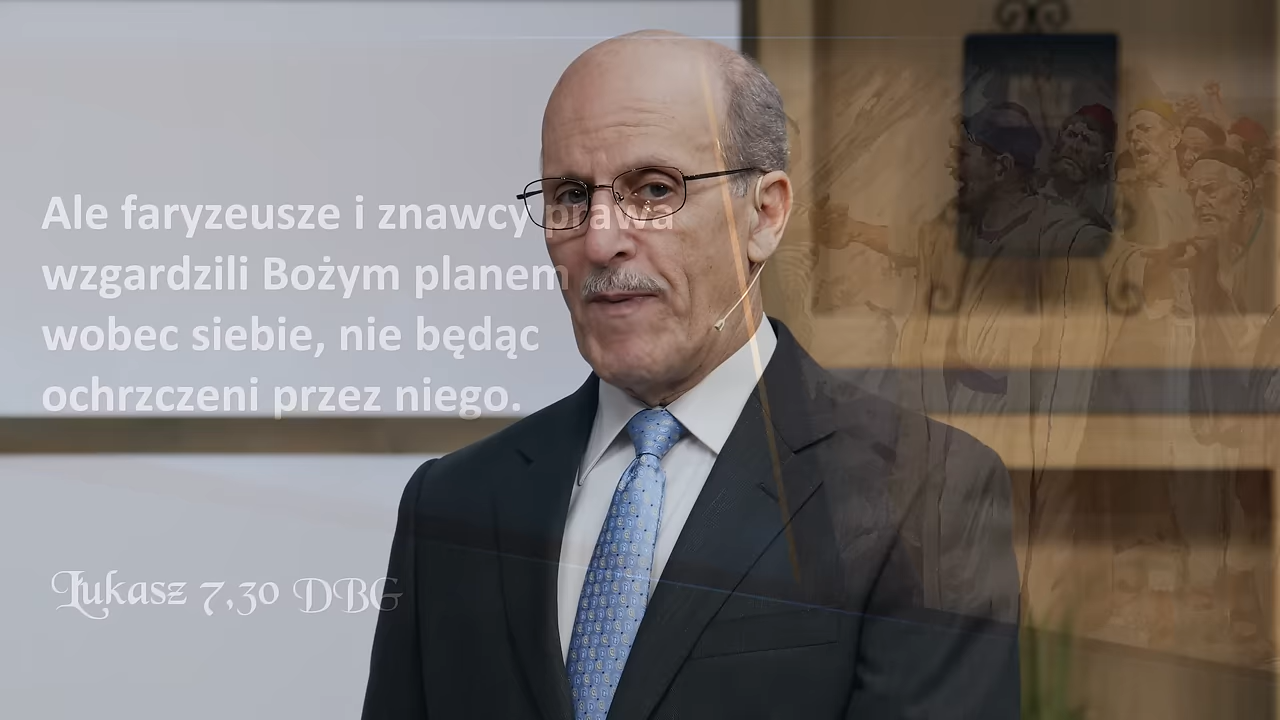 Ale faryzeusze i znawcy prawa
wzgardzili Bożym planem
wobec siebie, nie będąc
ochrzczeni przez niego.
Łukasz 7,30 DBG